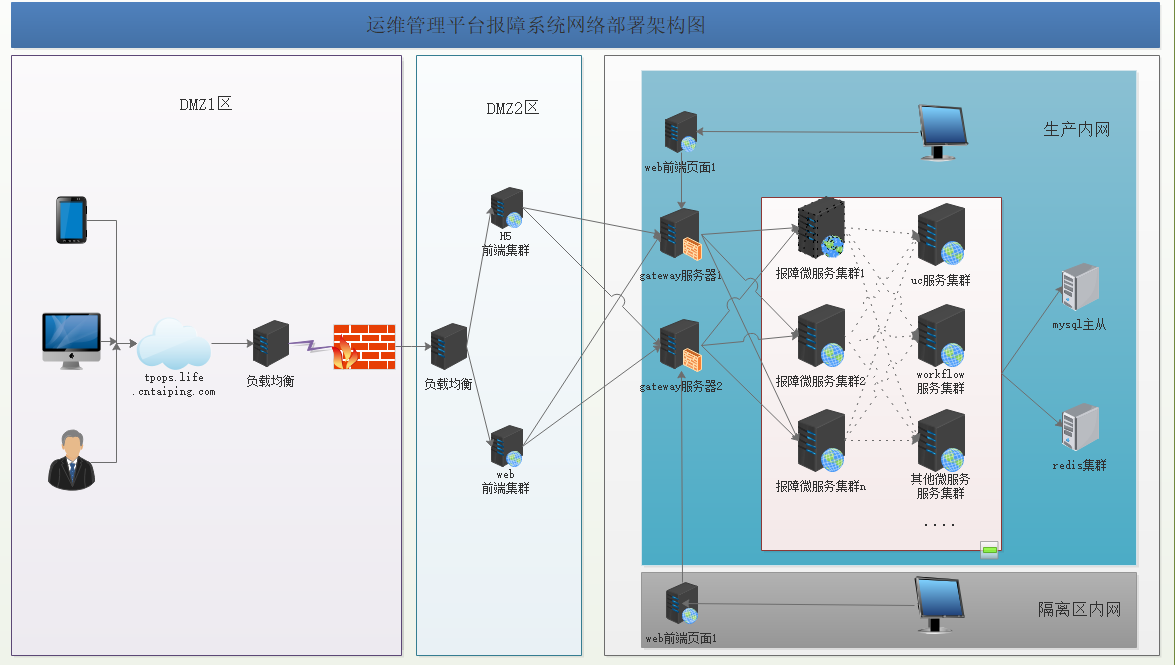 运维管理平台报障系统网络部署架构图
DMZ1区
tpops.life
.cntaiping.com
负载均衡
DMZ2区
负载均衡
H5
前端集群
web
前端集群
生产内网
web前端页面1
gateway服务器1
gateway服务器2
报障微服务集群1
报障微服务集群2
报障微服务集群n
uc服务集群
workflow
服务集群
其他微服务
服务集群
....
mysql主从
redis集群
隔离区内网
web前端页面1